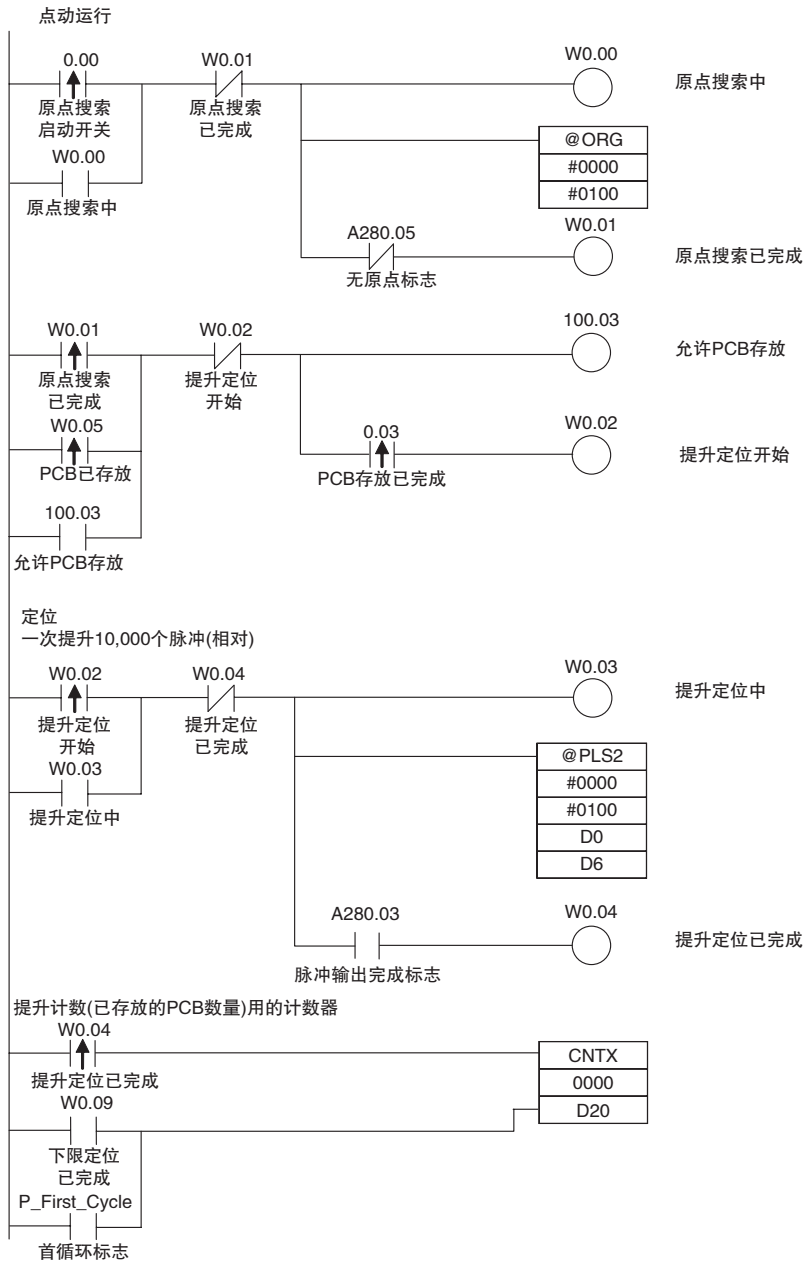 点动运行
0.00
原点搜索
启动开关
W0.01
原点搜索
已完成
W0.00
原点搜索中
W0.00
原点搜索中
@ORG
#0000
#0100
A280.05
无原点标志
W0.01
原点搜索已完成
W0.01
原点搜索
已完成
W0.02
提升定位
开始
100.03
允许PCB存放
W0.05
PCB已存放
0.03
PCB存放已完成
W0.02
提升定位开始
100.03
允许PCB存放
定位
一次提升10,000个脉冲(相对)
W0.02
提升定位
开始
W0.04
提升定位
已完成
W0.03
提升定位中
W0.03
提升定位中
@PLS2
#0000
#0100
D0
D6
A280.03
脉冲输出完成标志
W0.04
提升定位已完成
提升计数(已存放的PCB数量)用的计数器
W0.04
提升定位已完成
CNTX
0000
D20
W0.09
下限定位
已完成
P_First_Cycle
首循环标志